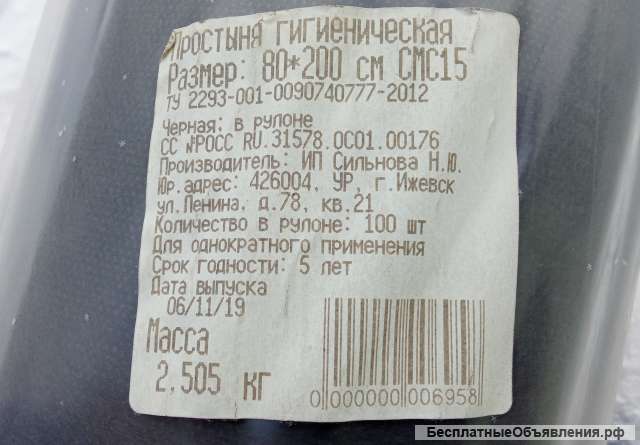 Простыня гигиеническая
Размер: 80*200 см СМС15
ТУ 2293-001-0090740777-2012
Черная: в рулоне
СС №РОСС RU.31578.ОС01.00176
Производитель: ИП Сильнова Н.Ю.
Юр.адрес: 426004, УР, г.Ижевск
ул.Ленина, д.78, кв.21
Количество в рулоне: 100 шт
Для однократного применения
Срок годности: 5 лет
Дата выпуска
06/11/19
Масса
2.505 кг
0 000000 006958
БесплатныеОбъявления.рф